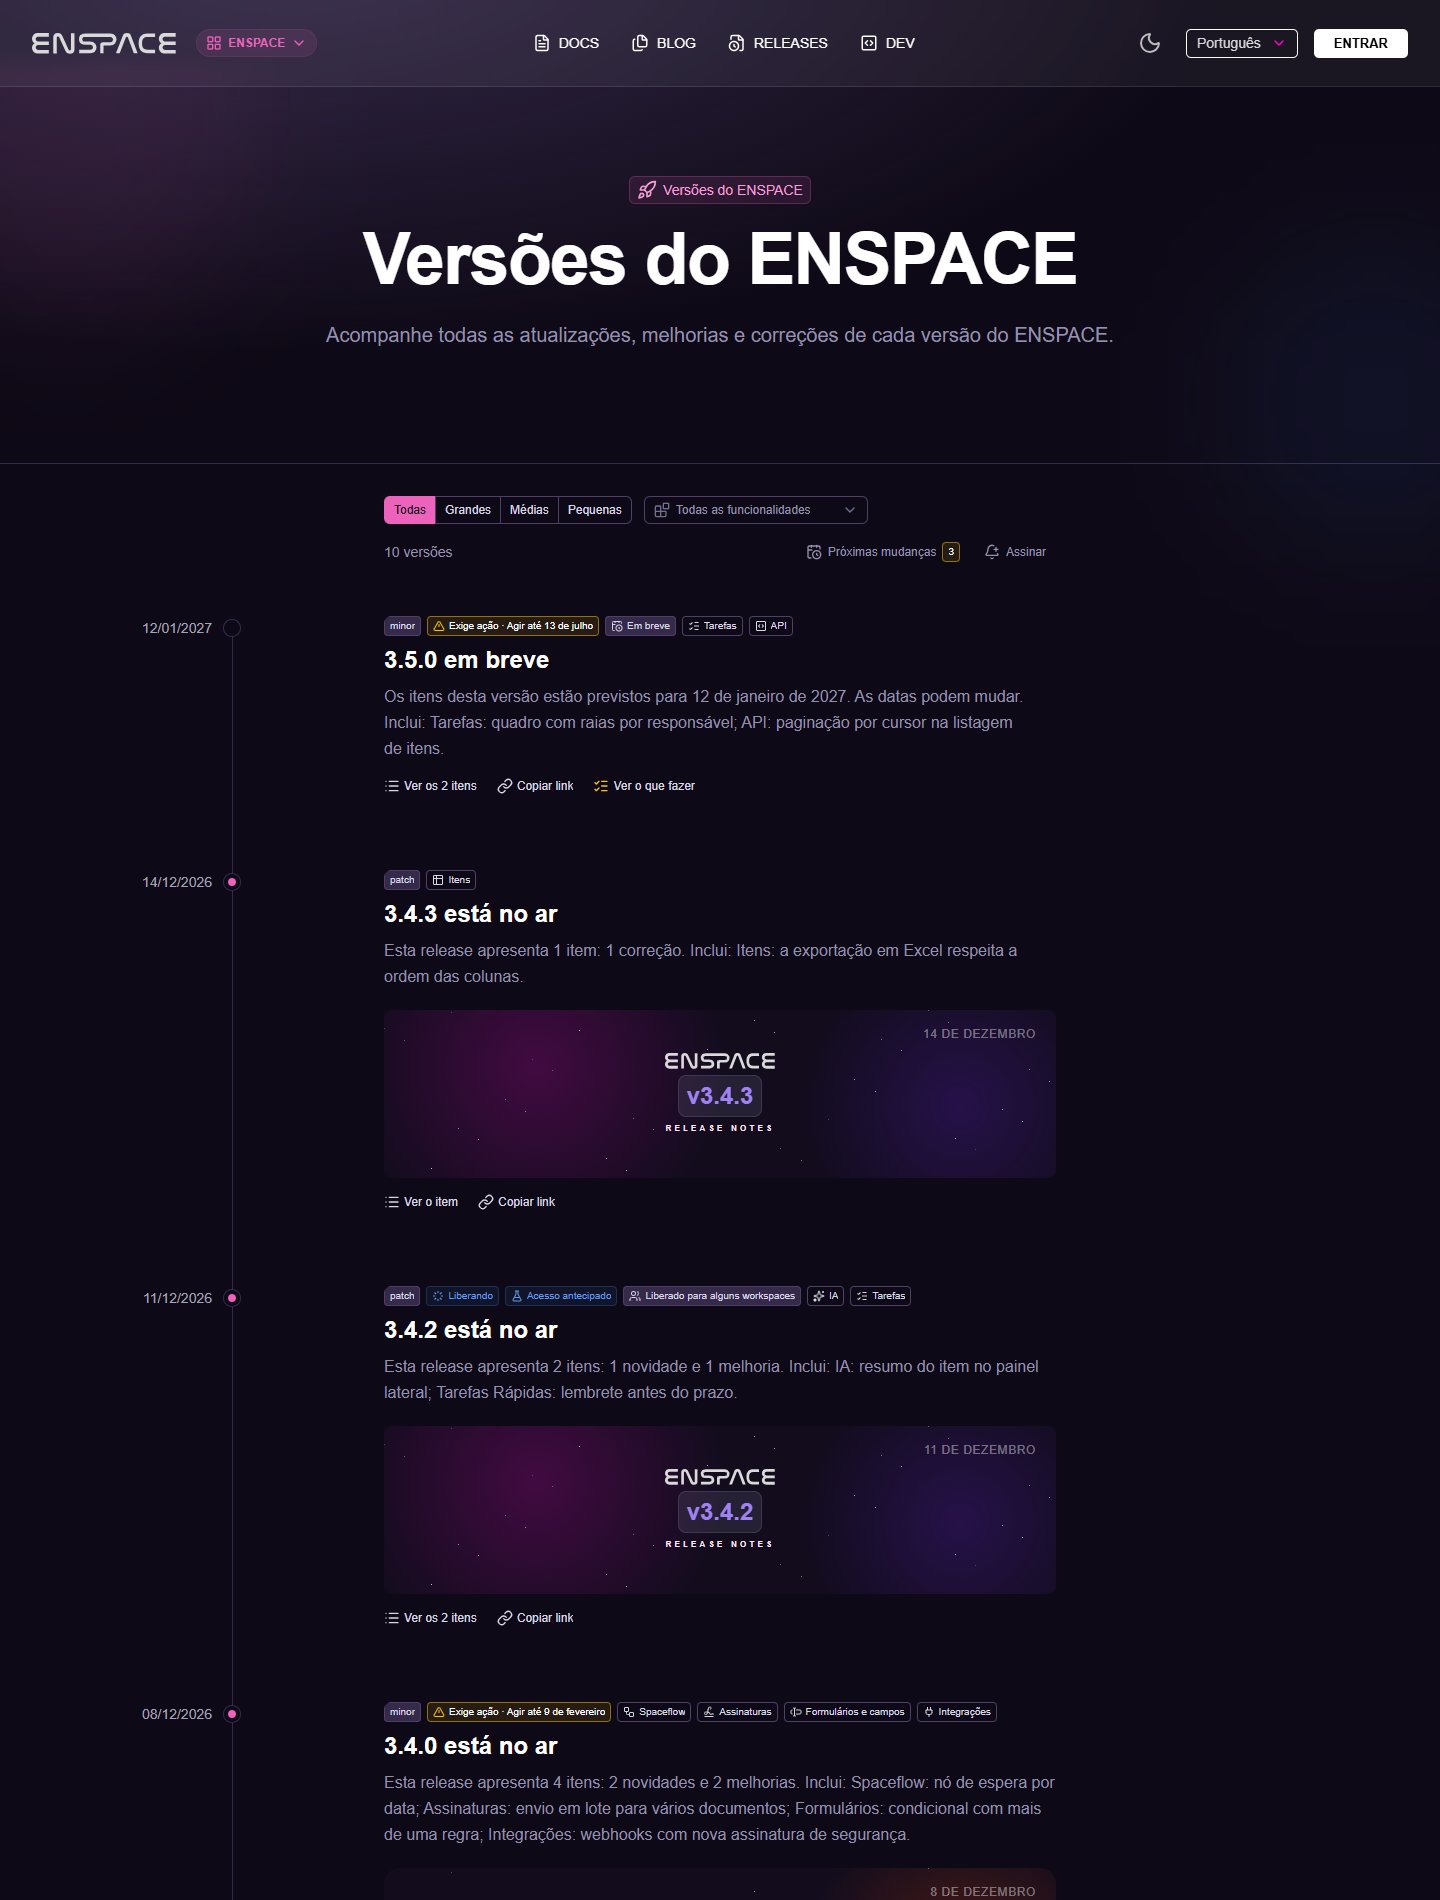 ENSPACE
ENSPACE
DOCS
BLOG
RELEASES
DEV
Português
ENTRAR
Versões do ENSPACE
Versões do ENSPACE
Acompanhe todas as atualizações, melhorias e correções de cada versão do ENSPACE.
Todas
Grandes
Médias
Pequenas
Todas as funcionalidades
10 versões
Próximas mudanças 3
Assinar
12/01/2027
minor
Exige ação · Agir até 13 de julho
Em breve
Tarefas
API
3.5.0 em breve
Os itens desta versão estão previstos para 12 de janeiro de 2027. As datas podem mudar.
Inclui: Tarefas: quadro com raias por responsável; API: paginação por cursor na listagem
de itens.
Ver os 2 itens
Copiar link
Ver o que fazer
14/12/2026
patch
Itens
3.4.3 está no ar
Esta release apresenta 1 item: 1 correção. Inclui: Itens: a exportação em Excel respeita a
ordem das colunas.
14 DE DEZEMBRO
ENSPACE
v3.4.3
RELEASE NOTES
Ver o item
Copiar link
11/12/2026
patch
Liberando
Acesso antecipado
Liberado para alguns workspaces
IA
Tarefas
3.4.2 está no ar
Esta release apresenta 2 itens: 1 novidade e 1 melhoria. Inclui: IA: resumo do item no painel
lateral; Tarefas Rápidas: lembrete antes do prazo.
11 DE DEZEMBRO
ENSPACE
v3.4.2
RELEASE NOTES
Ver os 2 itens
Copiar link
08/12/2026
minor
Exige ação · Agir até 9 de fevereiro
Spaceflow
Assinaturas
Formulários e campos
Integrações
3.4.0 está no ar
Esta release apresenta 4 itens: 2 novidades e 2 melhorias. Inclui: Spaceflow: nó de espera por
data; Assinaturas: envio em lote para vários documentos; Formulários: condicional com mais
de uma regra; Integrações: webhooks com nova assinatura de segurança.
8 DE DEZEMBRO